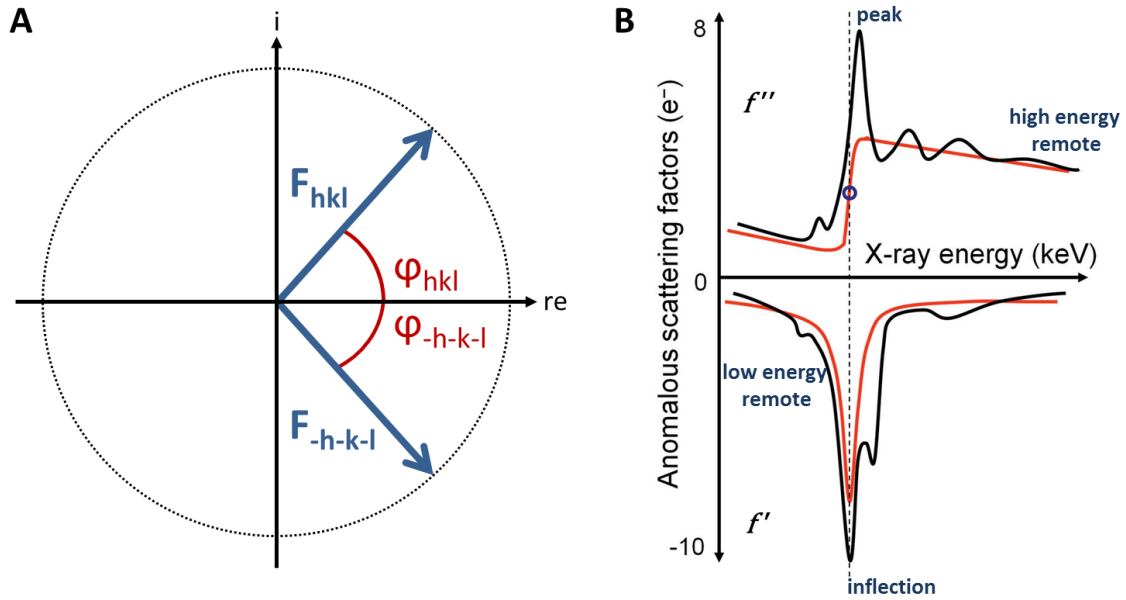 A
i
re
F_hkl
φ_hkl
φ_-h-k-l
F_-h-k-l
B
peak
8
f''
high energy
remote
Anomalous scattering factors (e⁻)
X-ray energy (keV)
0
low energy
remote
f'
-10
inflection